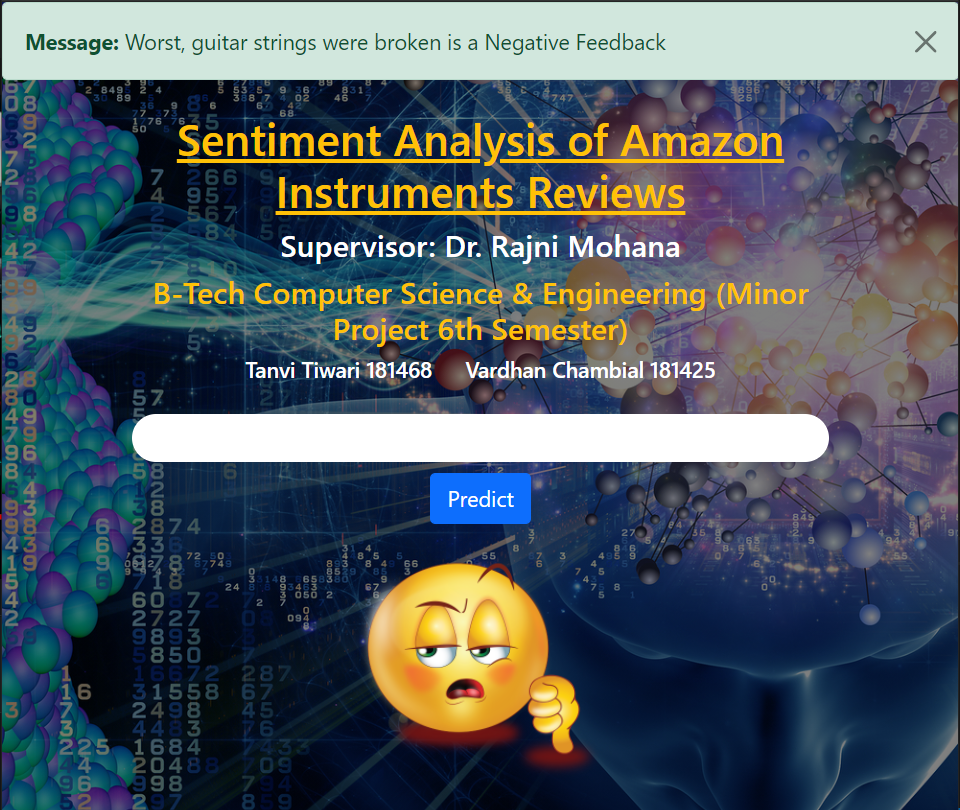 Message: Worst, guitar strings were broken is a Negative Feedback
Sentiment Analysis of Amazon
Instruments Reviews
Supervisor: Dr. Rajni Mohana
B-Tech Computer Science & Engineering (Minor
Project 6th Semester)
Tanvi Tiwari 181468 Vardhan Chambial 181425
Predict